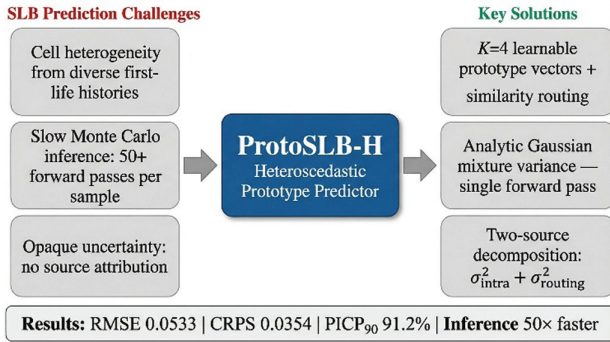 SLB Prediction Challenges
Cell heterogeneity
from diverse first-
life histories
Slow Monte Carlo
inference: 50+
forward passes per
sample
Opaque uncertainty:
no source attribution
ProtoSLB-H
Heteroscedastic
Prototype Predictor
Key Solutions
K=4 learnable
prototype vectors +
similarity routing
Analytic Gaussian
mixture variance —
single forward pass
Two-source
decomposition:
σ²_intra + σ²_routing
Results: RMSE 0.0533 | CRPS 0.0354 | PICP₉₀ 91.2% | Inference 50× faster